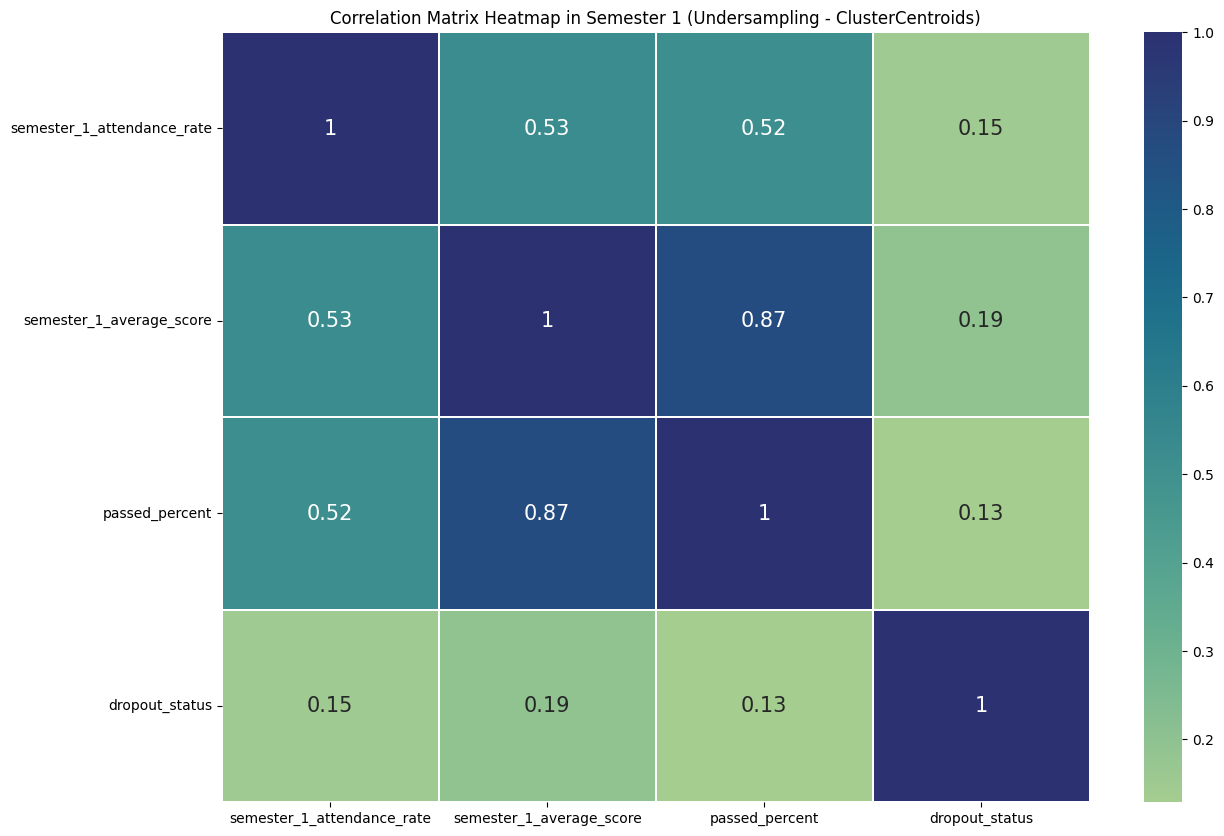 Correlation Matrix Heatmap in Semester 1 (Undersampling - ClusterCentroids)
semester_1_attendance_rate
1
0.53
0.52
0.15
semester_1_average_score
0.53
1
0.87
0.19
passed_percent
0.52
0.87
1
0.13
dropout_status
0.15
0.19
0.13
1
semester_1_attendance_rate
semester_1_average_score
passed_percent
dropout_status
1.0
0.9
0.8
0.7
0.6
0.5
0.4
0.3
0.2